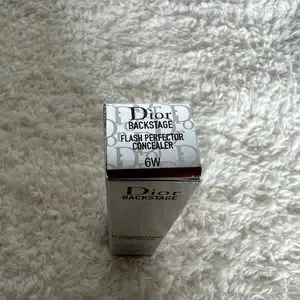 Dior
BACKSTAGE
FLASH PERFECTOR
CONCEALER
6W
Dior
BACKSTAGE